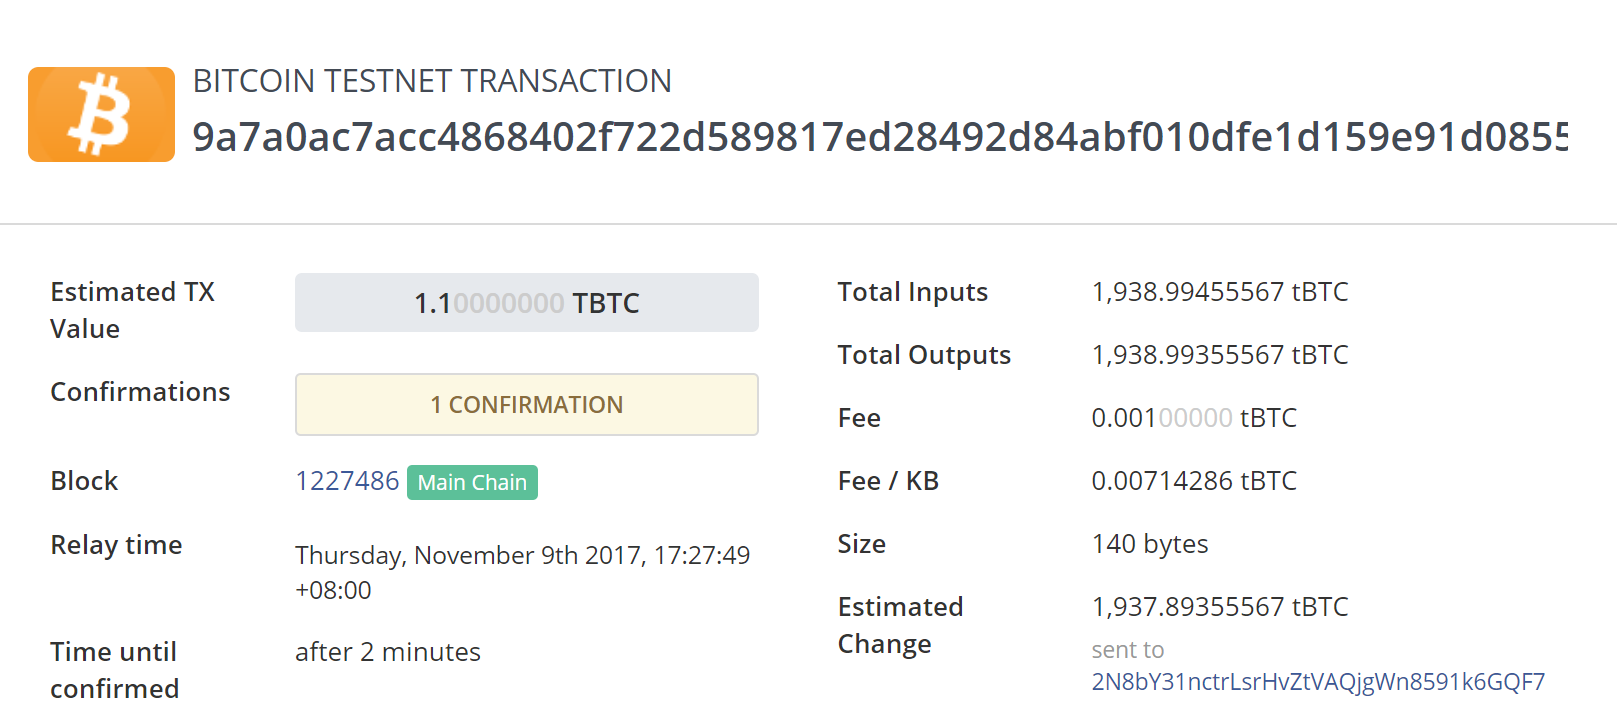 BITCOIN TESTNET TRANSACTION
9a7a0ac7acc4868402f722d589817ed28492d84abf010dfe1d159e91d0855
Estimated TX
Value
1.10000000 TBTC
Confirmations
1 CONFIRMATION
Block
1227486 Main Chain
Relay time
Thursday, November 9th 2017, 17:27:49
+08:00
Time until
confirmed
after 2 minutes
Total Inputs
1,938.99455567 tBTC
Total Outputs
1,938.99355567 tBTC
Fee
0.00100000 tBTC
Fee / KB
0.00714286 tBTC
Size
140 bytes
Estimated
Change
1,937.89355567 tBTC
sent to
2N8bY31nctrLsrHvZtVAQjgWn8591k6GQF7